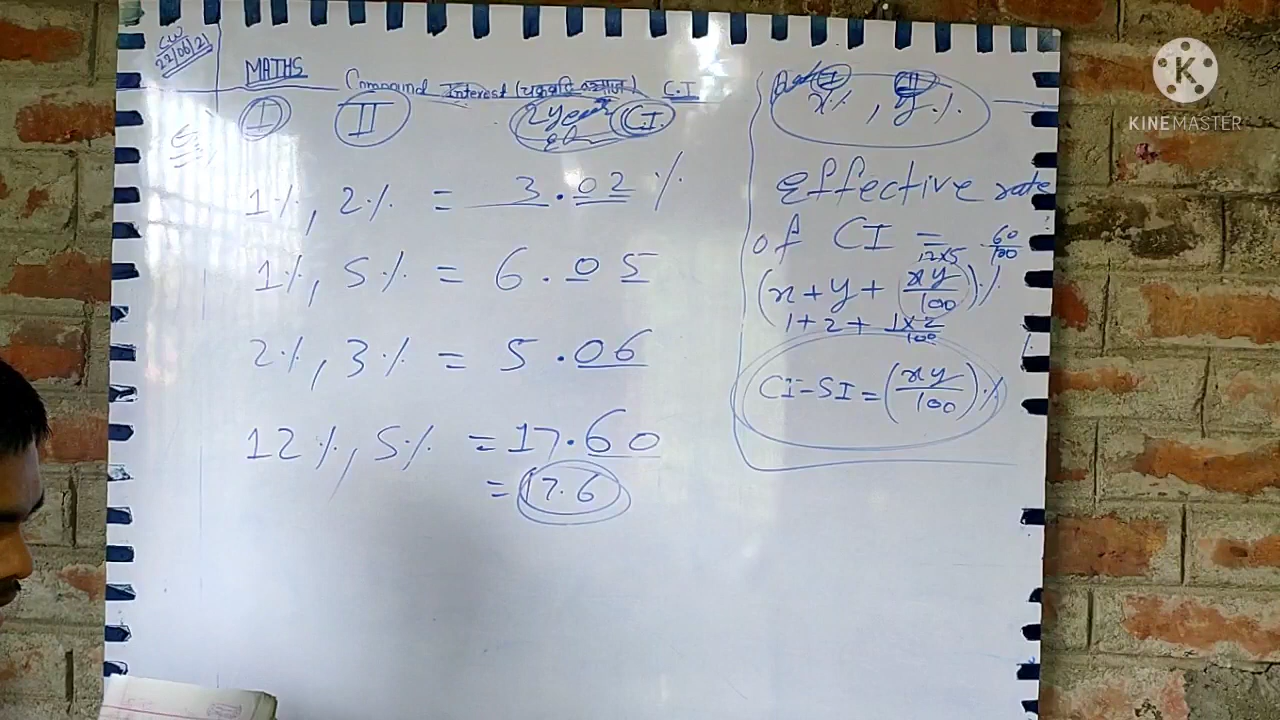 CW
22/06/21
MATHS
Compound Interest (चक्रवृद्धि ब्याज) C.I
I II 2 year CI
Eg
1%, 2% = 3.02%
1%, 5% = 6.05
2%, 3% = 5.06
12%, 5% = 17.60
= 17.6
I II
x%, y%
effective rate
of CI =
12×5 60/100
(x+y+xy/100)%
1+2+1×2/100
CI-SI=(xy/100)%
K
KINEMASTER